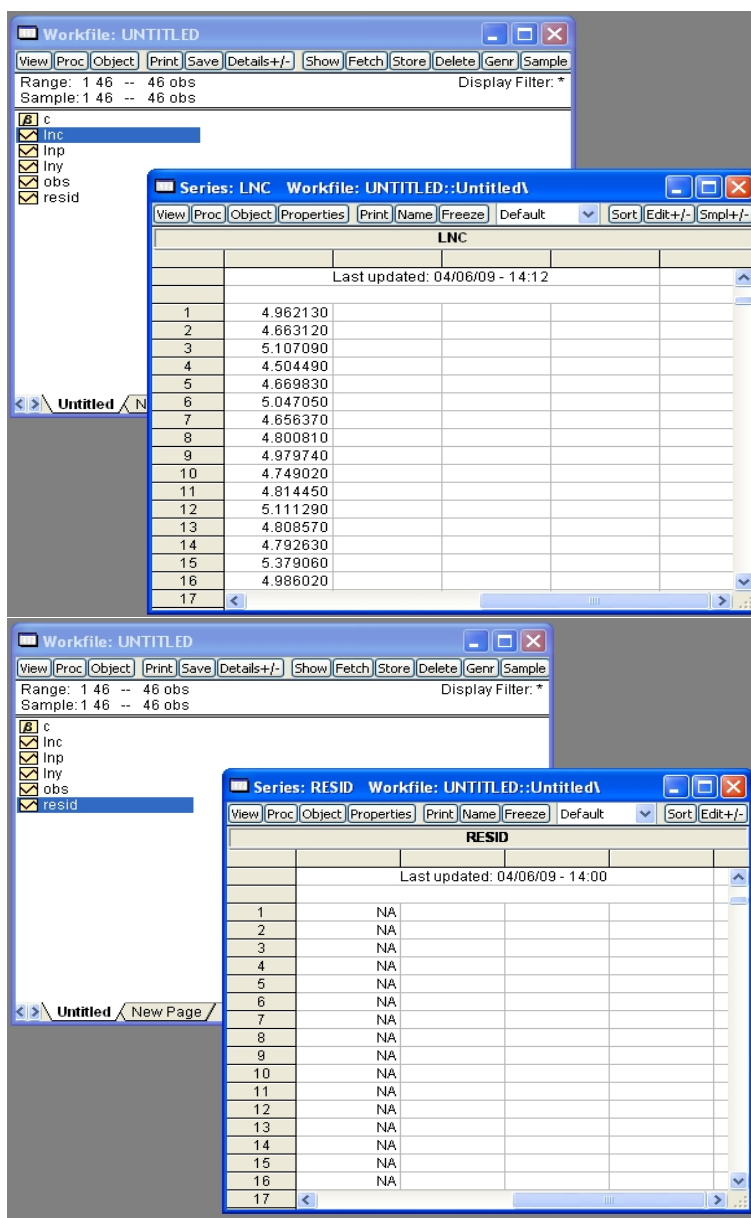 Workfile: UNTITLED
View Proc Object Print Save Details+/- Show Fetch Store Delete Genr Sample
Range: 1 46 -- 46 obs Display Filter: *
Sample: 1 46 -- 46 obs
β c
lnc
lnp
lny
obs
resid
Untitled N
Series: LNC Workfile: UNTITLED::Untitled\
View Proc Object Properties Print Name Freeze Default Sort Edit+/- Smpl+/-
LNC
Last updated: 04/06/09 - 14:12
1 4.962130
2 4.663120
3 5.107090
4 4.504490
5 4.669830
6 5.047050
7 4.656370
8 4.800810
9 4.979740
10 4.749020
11 4.814450
12 5.111290
13 4.808570
14 4.792630
15 5.379060
16 4.986020
17
Workfile: UNTITLED
View Proc Object Print Save Details+/- Show Fetch Store Delete Genr Sample
Range: 1 46 -- 46 obs Display Filter: *
Sample: 1 46 -- 46 obs
β c
lnc
lnp
lny
obs
resid
Untitled New Page
Series: RESID Workfile: UNTITLED::Untitled\
View Proc Object Properties Print Name Freeze Default Sort Edit+/-
RESID
Last updated: 04/06/09 - 14:00
1 NA
2 NA
3 NA
4 NA
5 NA
6 NA
7 NA
8 NA
9 NA
10 NA
11 NA
12 NA
13 NA
14 NA
15 NA
16 NA
17